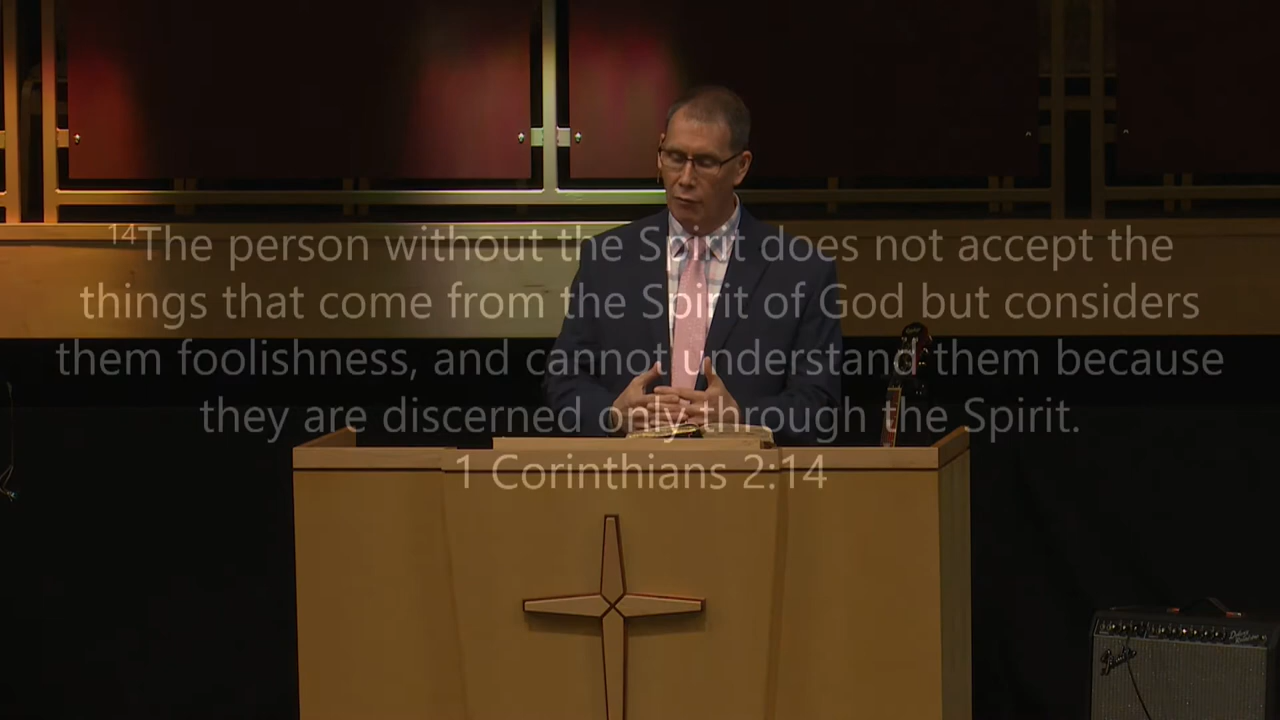 ¹⁴The person without the Spirit does not accept the
things that come from the Spirit of God but considers
them foolishness, and cannot understand them because
they are discerned only through the Spirit.
1 Corinthians 2:14
Fender